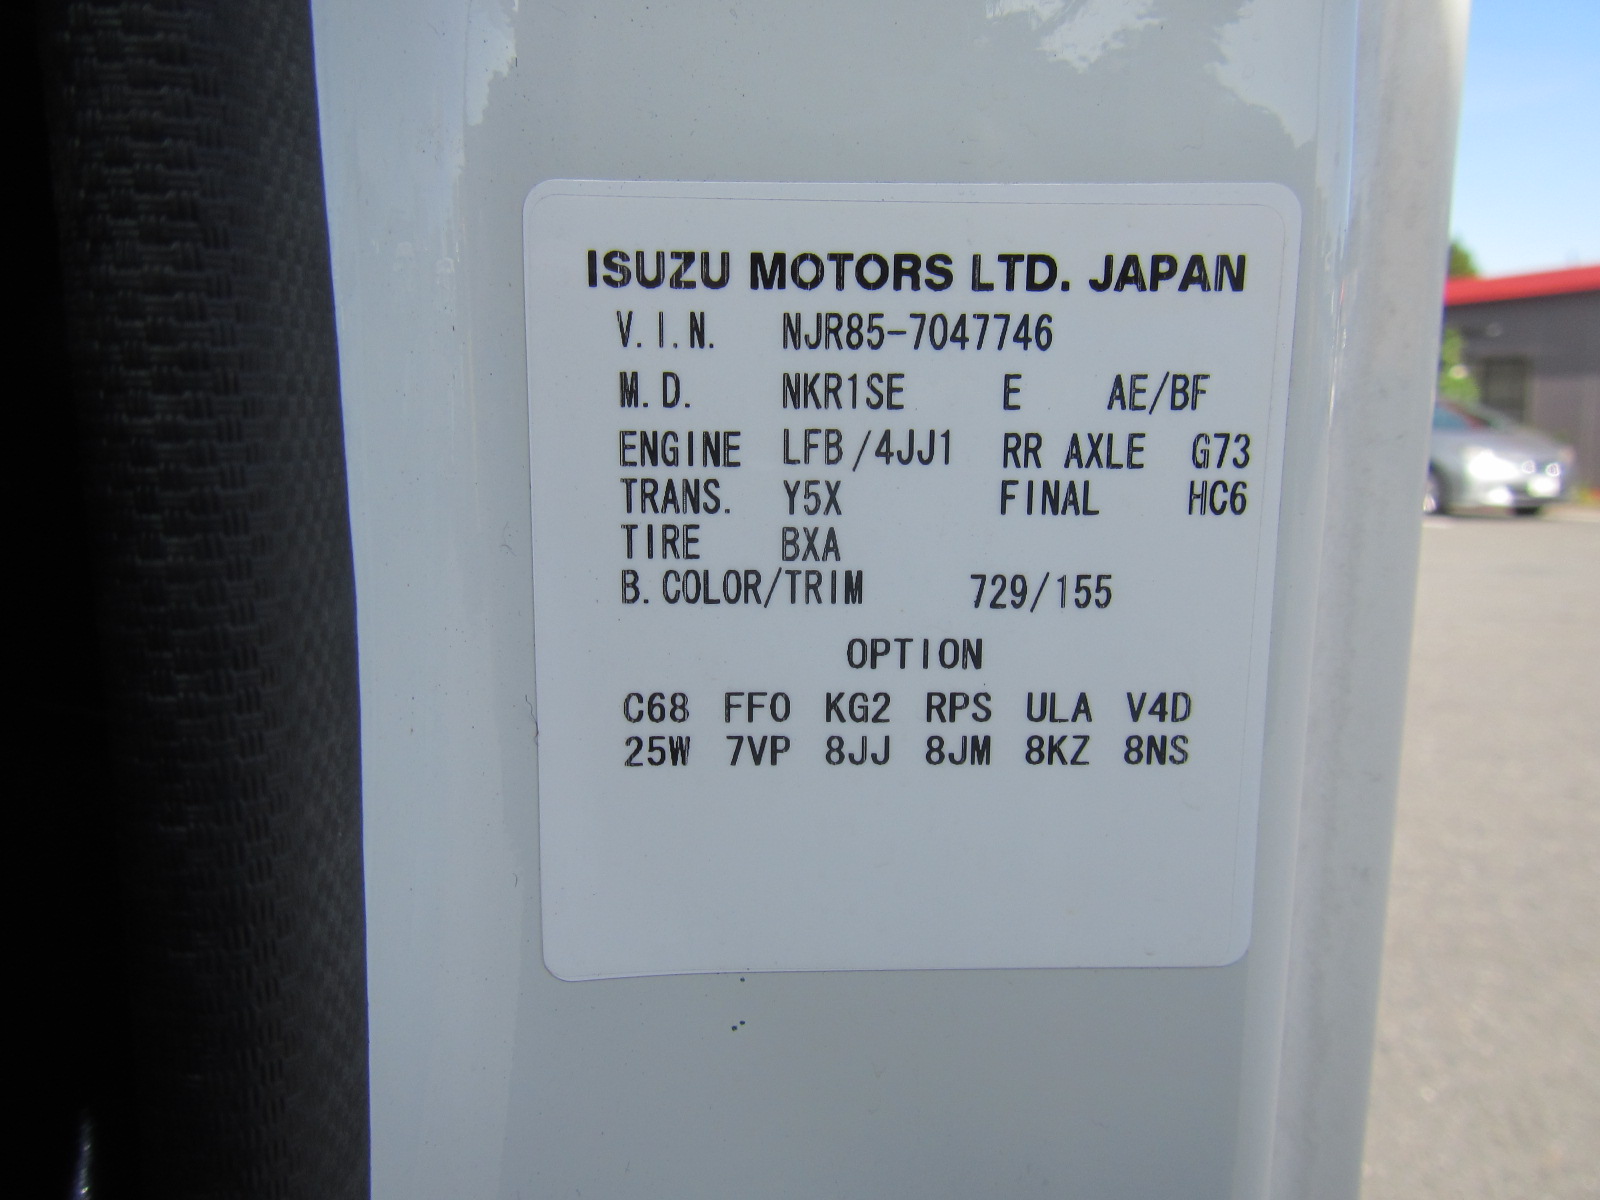 ISUZU MOTORS LTD. JAPAN
V.I.N. NJR85-7047746
M.D. NKR1SE E AE/BF
ENGINE LFB/4JJ1 RR AXLE G73
TRANS. Y5X FINAL HC6
TIRE BXA
B.COLOR/TRIM 729/155
OPTION
C68 FFO KG2 RPS ULA V4D
25W 7VP 8JJ 8JM 8KZ 8NS